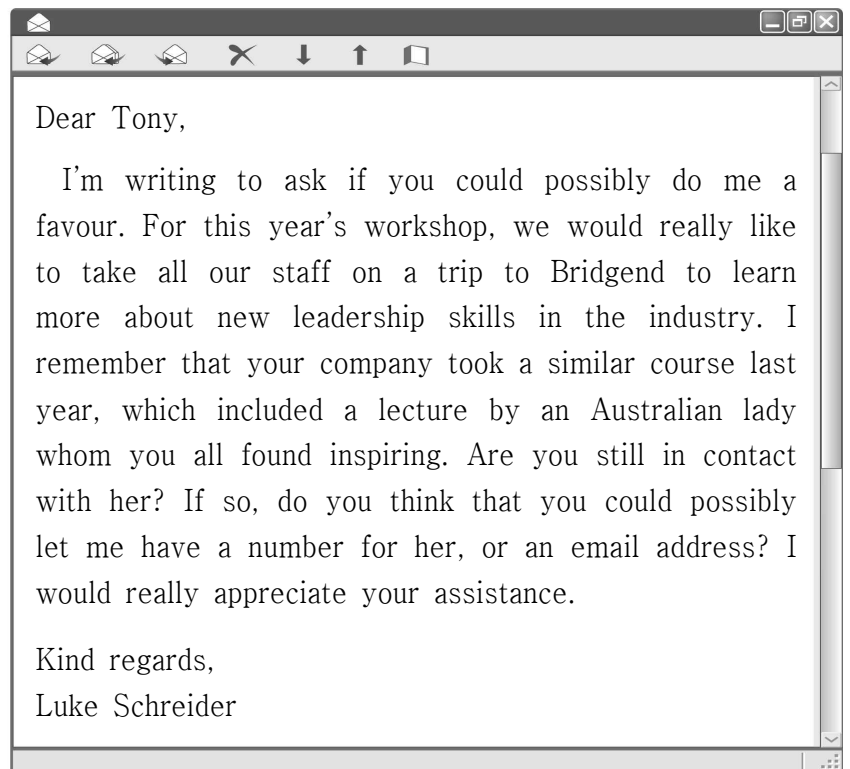 Dear Tony,
I'm writing to ask if you could possibly do me a
favour. For this year's workshop, we would really like
to take all our staff on a trip to Bridgend to learn
more about new leadership skills in the industry. I
remember that your company took a similar course last
year, which included a lecture by an Australian lady
whom you all found inspiring. Are you still in contact
with her? If so, do you think that you could possibly
let me have a number for her, or an email address? I
would really appreciate your assistance.
Kind regards,
Luke Schreider